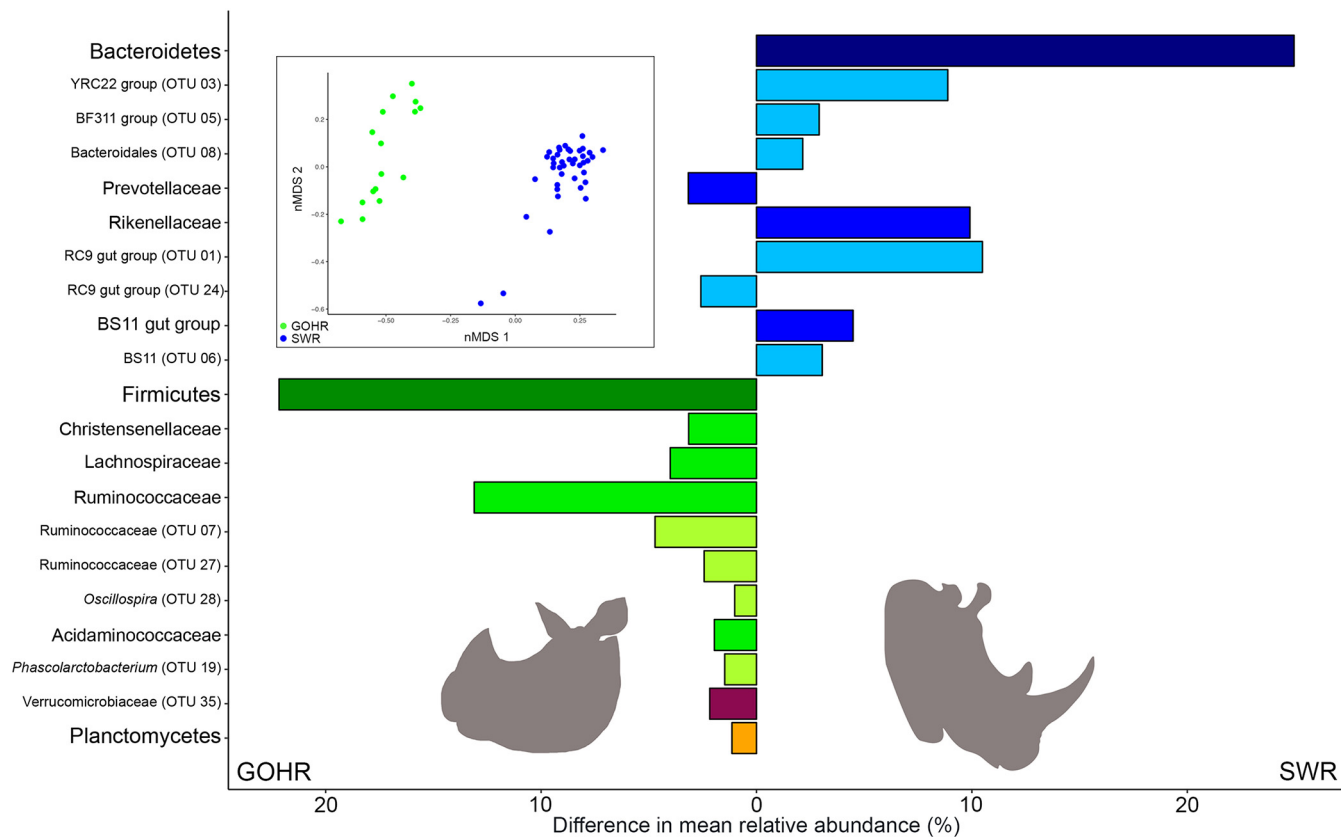 Bacteroidetes
YRC22 group (OTU 03)
BF311 group (OTU 05)
Bacteroidales (OTU 08)
Prevotellaceae
Rikenellaceae
RC9 gut group (OTU 01)
RC9 gut group (OTU 24)
BS11 gut group
BS11 (OTU 06)
Firmicutes
Christensenellaceae
Lachnospiraceae
Ruminococcaceae
Ruminococcaceae (OTU 07)
Ruminococcaceae (OTU 27)
Oscillospira (OTU 28)
Acidaminococcaceae
Phascolarctobacterium (OTU 19)
Verrucomicrobiaceae (OTU 35)
Planctomycetes
nMDS 2
0.2
0.0
−0.2
−0.4
−0.6
−0.50
−0.25
0.00
0.25
nMDS 1
GOHR
SWR
GOHR
SWR
20
10
0
10
20
Difference in mean relative abundance (%)